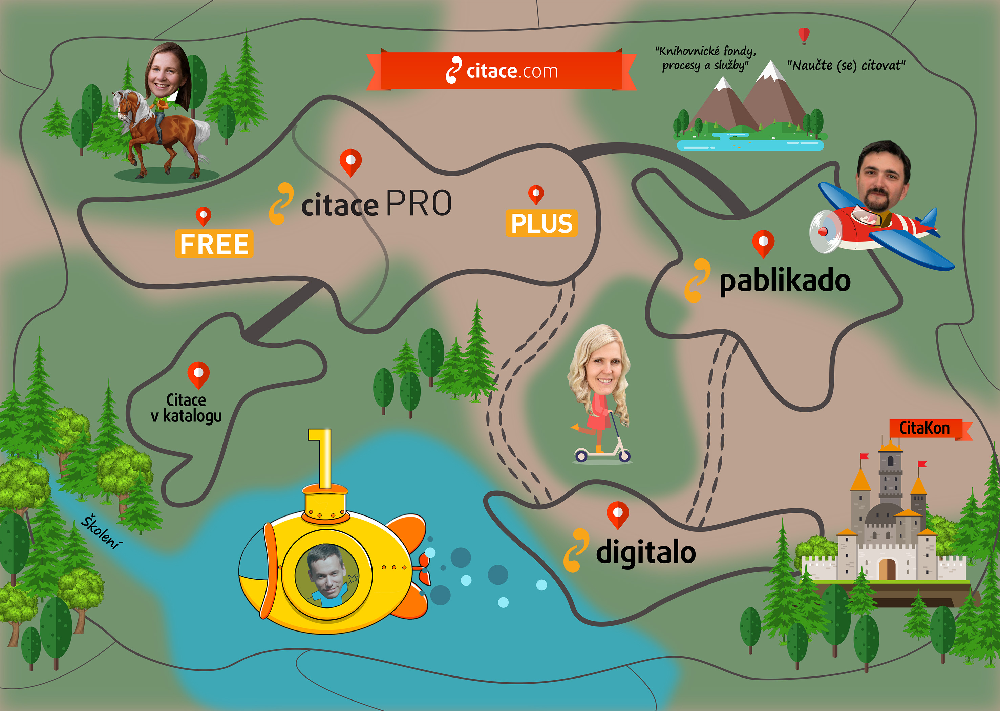 citace.com
"Knihovnické fondy,
procesy a služby"
"Naučte (se) citovat"
citace PRO
FREE
PLUS
pablikado
Citace
v katalogu
CitaKon
1
Školení
digitalo